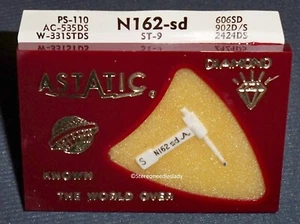 PS-110
AC-535DS
W-331STDS
N162-sd
ST-9
606SD
902D/S
2424DS
ASTATIC
DIAMOND
S N162-sd A
©Stereoneedleslady
KNOWN
THE WORLD OVER